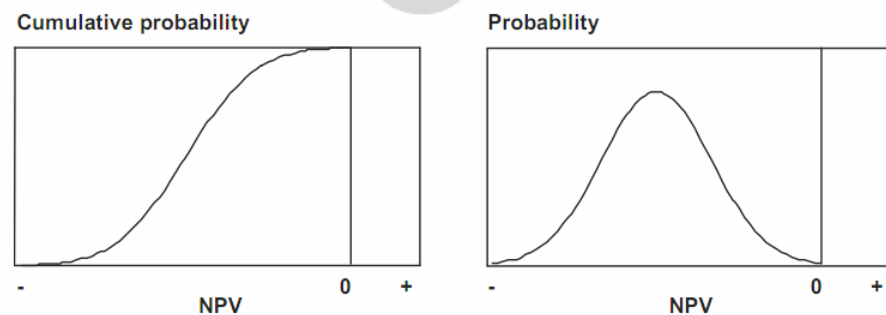 Cumulative probability
Probability
- 0 +
NPV
- 0 +
NPV